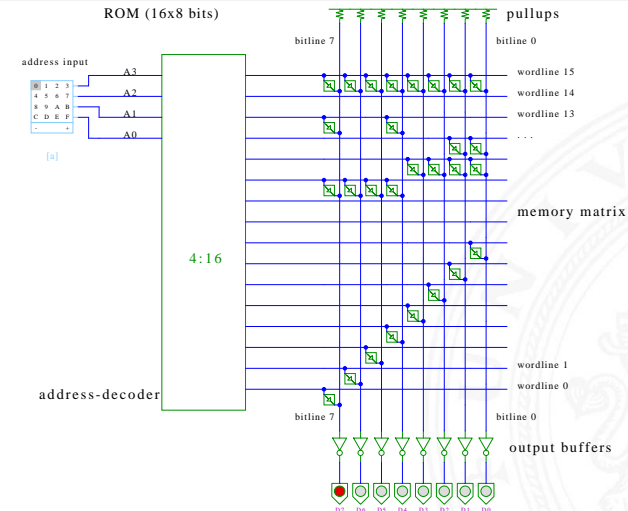 ROM (16x8 bits)
pullups
bitline 7
bitline 0
address input
0 1 2 3
4 5 6 7
8 9 A B
C D E F
- +
[a]
A3
A2
A1
A0
wordline 15
wordline 14
wordline 13
. . .
memory matrix
4:16
wordline 1
wordline 0
address-decoder
bitline 7
bitline 0
output buffers
D7 D6 D5 D4 D3 D2 D1 D0